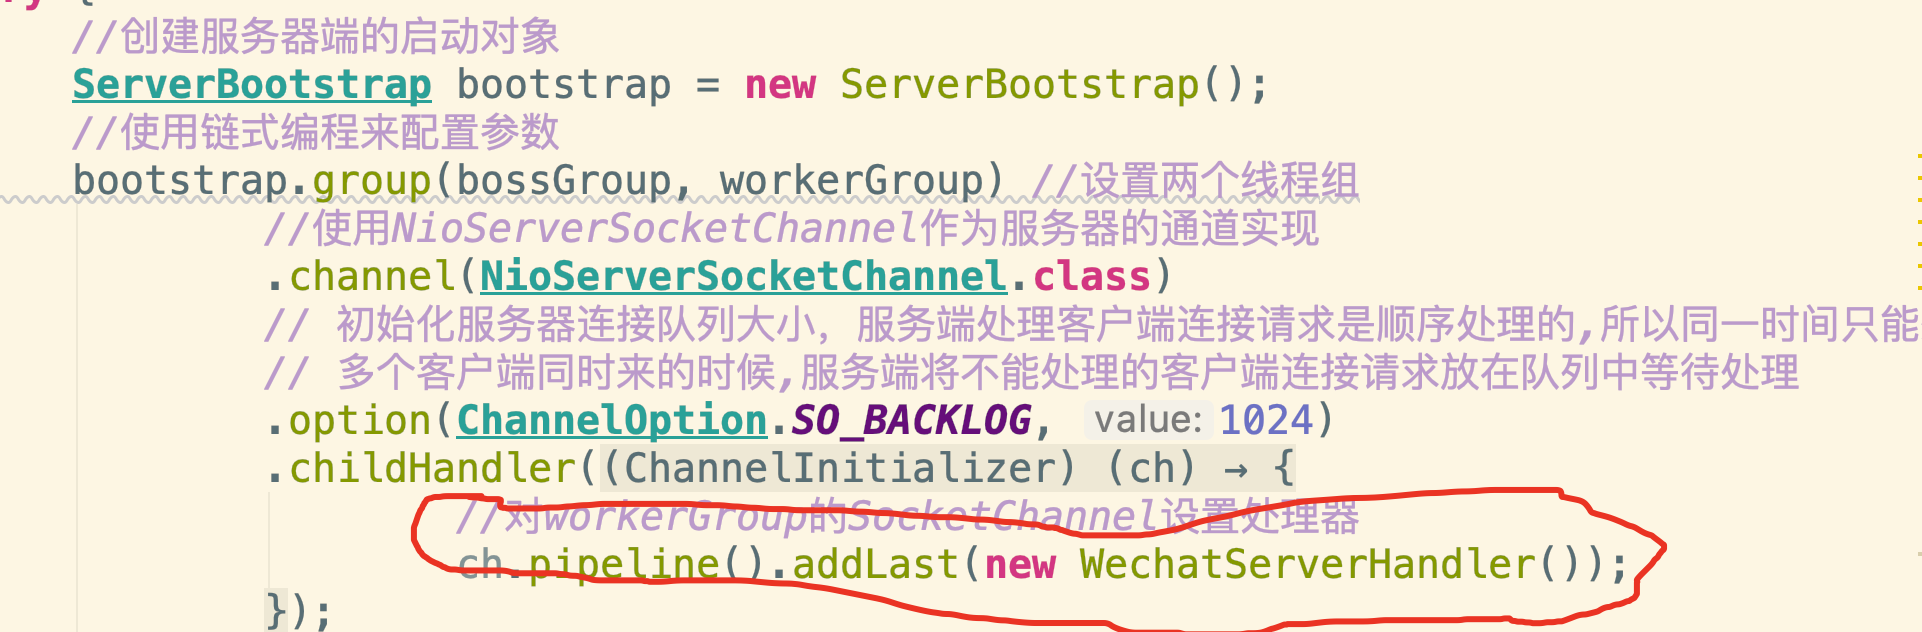 //创建服务器端的启动对象
ServerBootstrap bootstrap = new ServerBootstrap();
//使用链式编程来配置参数
bootstrap.group(bossGroup, workerGroup) //设置两个线程组
//使用NioServerSocketChannel作为服务器的通道实现
.channel(NioServerSocketChannel.class)
// 初始化服务器连接队列大小，服务端处理客户端连接请求是顺序处理的,所以同一时间只能
// 多个客户端同时来的时候,服务端将不能处理的客户端连接请求放在队列中等待处理
.option(ChannelOption.SO_BACKLOG, value: 1024)
.childHandler((ChannelInitializer) (ch) → {
//对workerGroup的SocketChannel设置处理器
ch.pipeline().addLast(new WechatServerHandler());
});